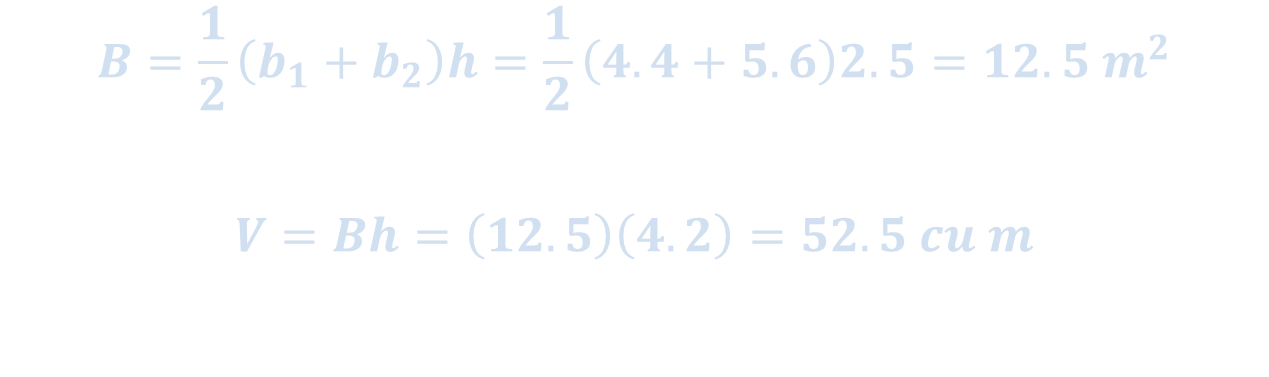 B = 1/2 (b₁ + b₂)h = 1/2 (4.4 + 5.6)2.5 = 12.5 m²
V = Bh = (12.5)(4.2) = 52.5 cu m